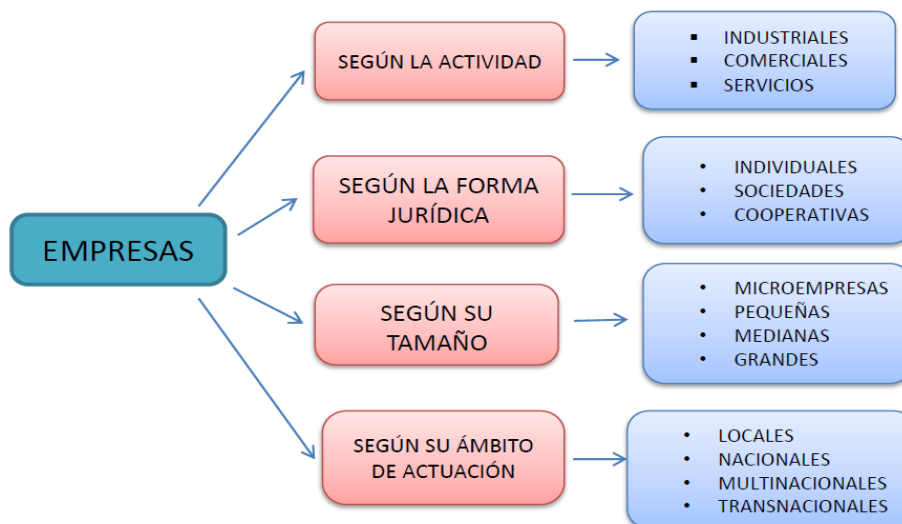 EMPRESAS
SEGÚN LA ACTIVIDAD
▪ INDUSTRIALES
▪ COMERCIALES
▪ SERVICIOS
SEGÚN LA FORMA
JURÍDICA
• INDIVIDUALES
• SOCIEDADES
• COOPERATIVAS
SEGÚN SU
TAMAÑO
• MICROEMPRESAS
• PEQUEÑAS
• MEDIANAS
• GRANDES
SEGÚN SU ÁMBITO
DE ACTUACIÓN
• LOCALES
• NACIONALES
• MULTINACIONALES
• TRANSNACIONALES